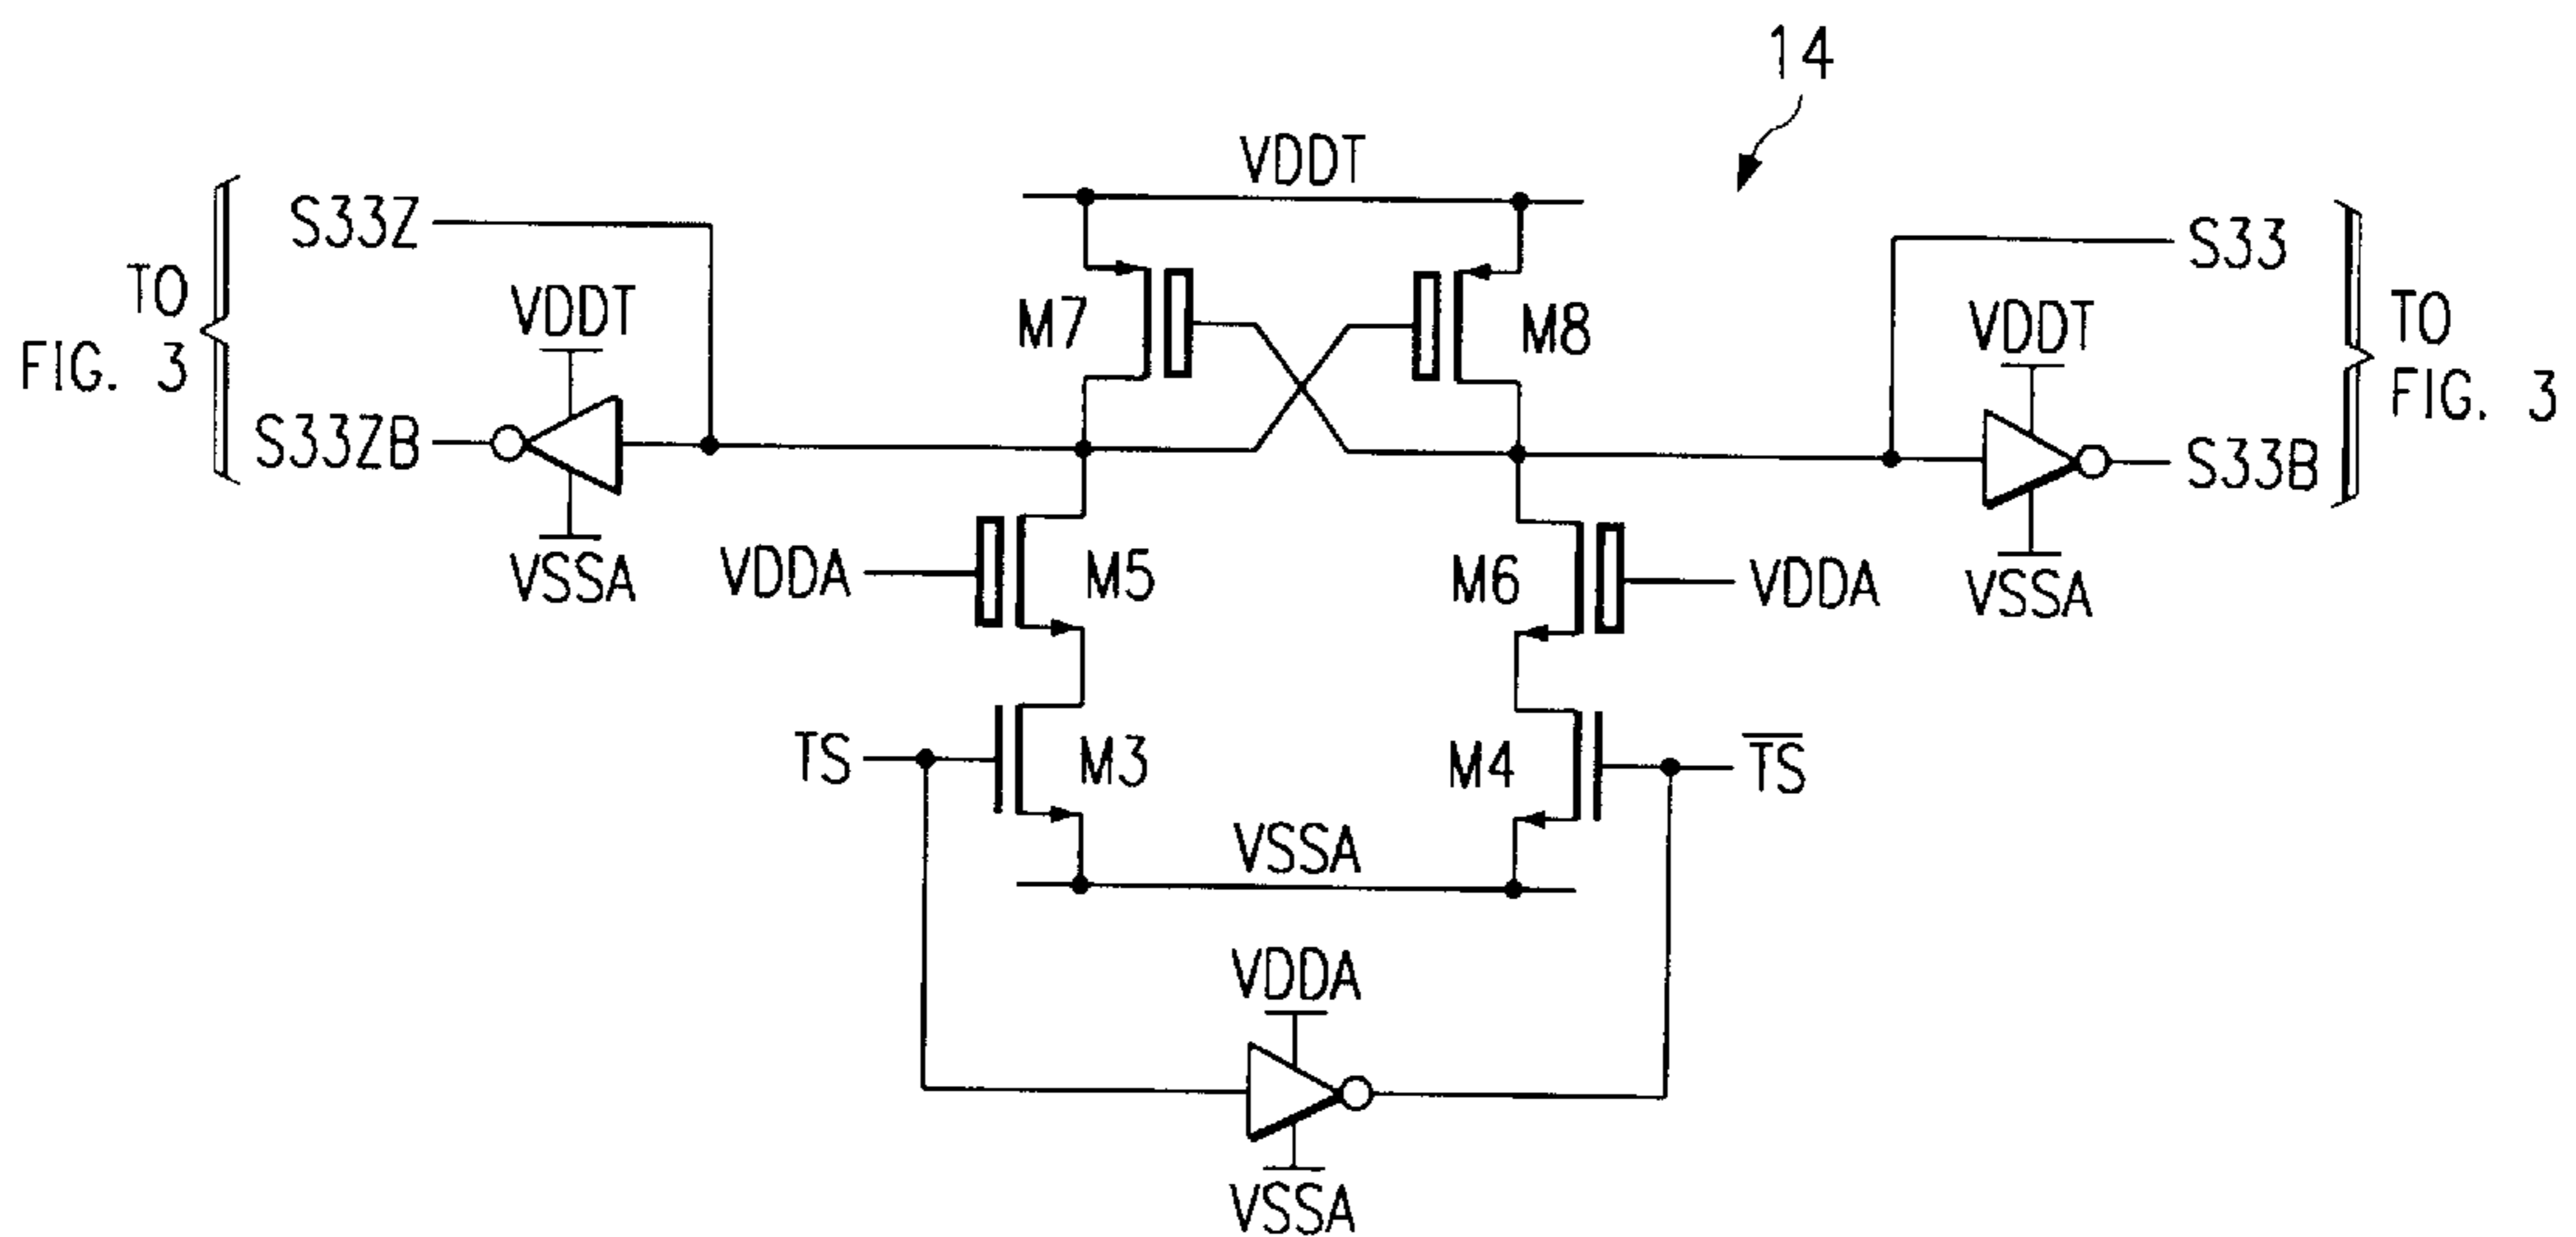 14
VDDT
S33Z
S33
TO
FIG. 3
VDDT
M7
M8
VDDT
TO
FIG. 3
S33ZB
S33B
VSSA
VDDA
M5
M6
VDDA
VSSA
TS
M3
M4
T̅S̅
VSSA
VDDA
VSSA